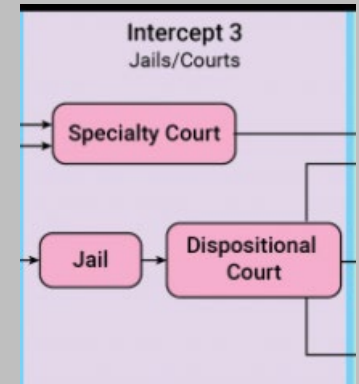 Intercept 3
Jails/Courts
Specialty Court
Jail
Dispositional
Court